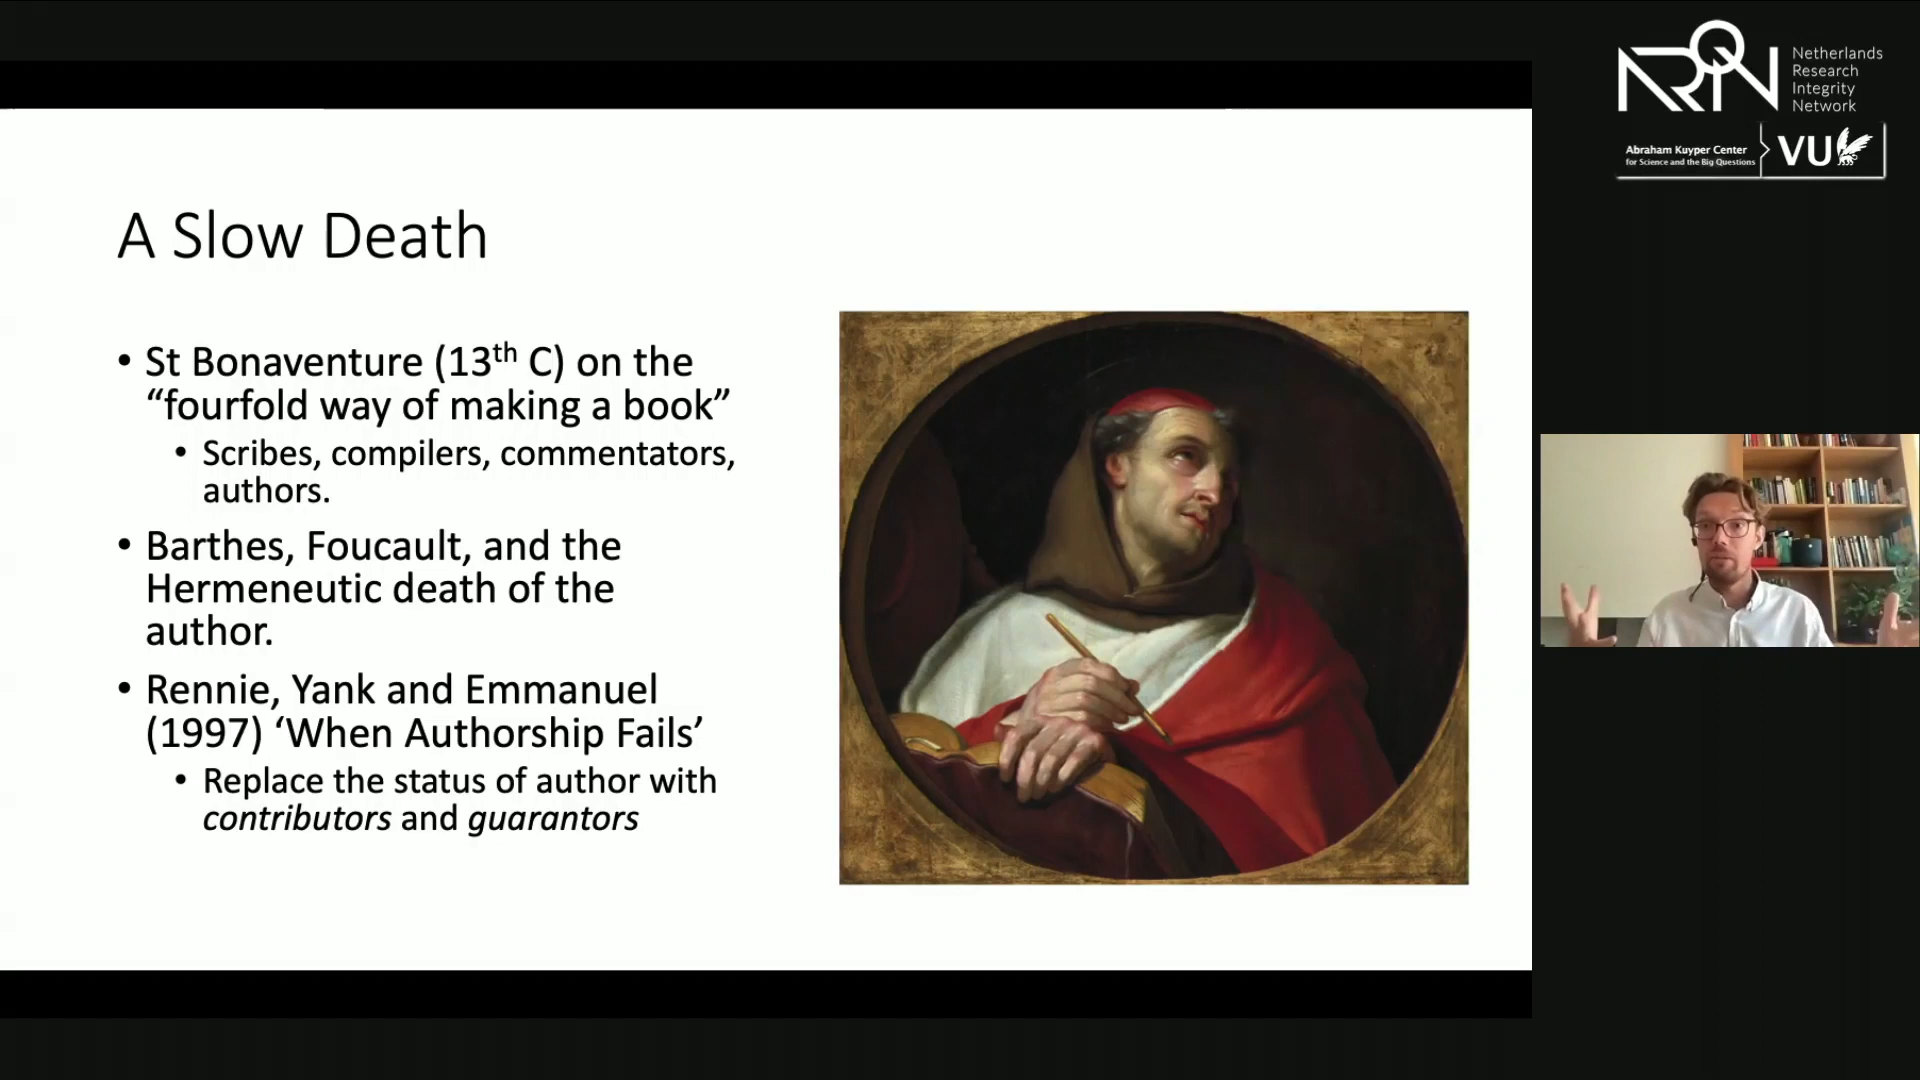 A Slow Death
• St Bonaventure (13th C) on the
“fourfold way of making a book”
• Scribes, compilers, commentators,
authors.
• Barthes, Foucault, and the
Hermeneutic death of the
author.
• Rennie, Yank and Emmanuel
(1997) ‘When Authorship Fails’
• Replace the status of author with
contributors and guarantors
NRIN
Netherlands
Research
Integrity
Network
Abraham Kuyper Center
for Science and the Big Questions
VU